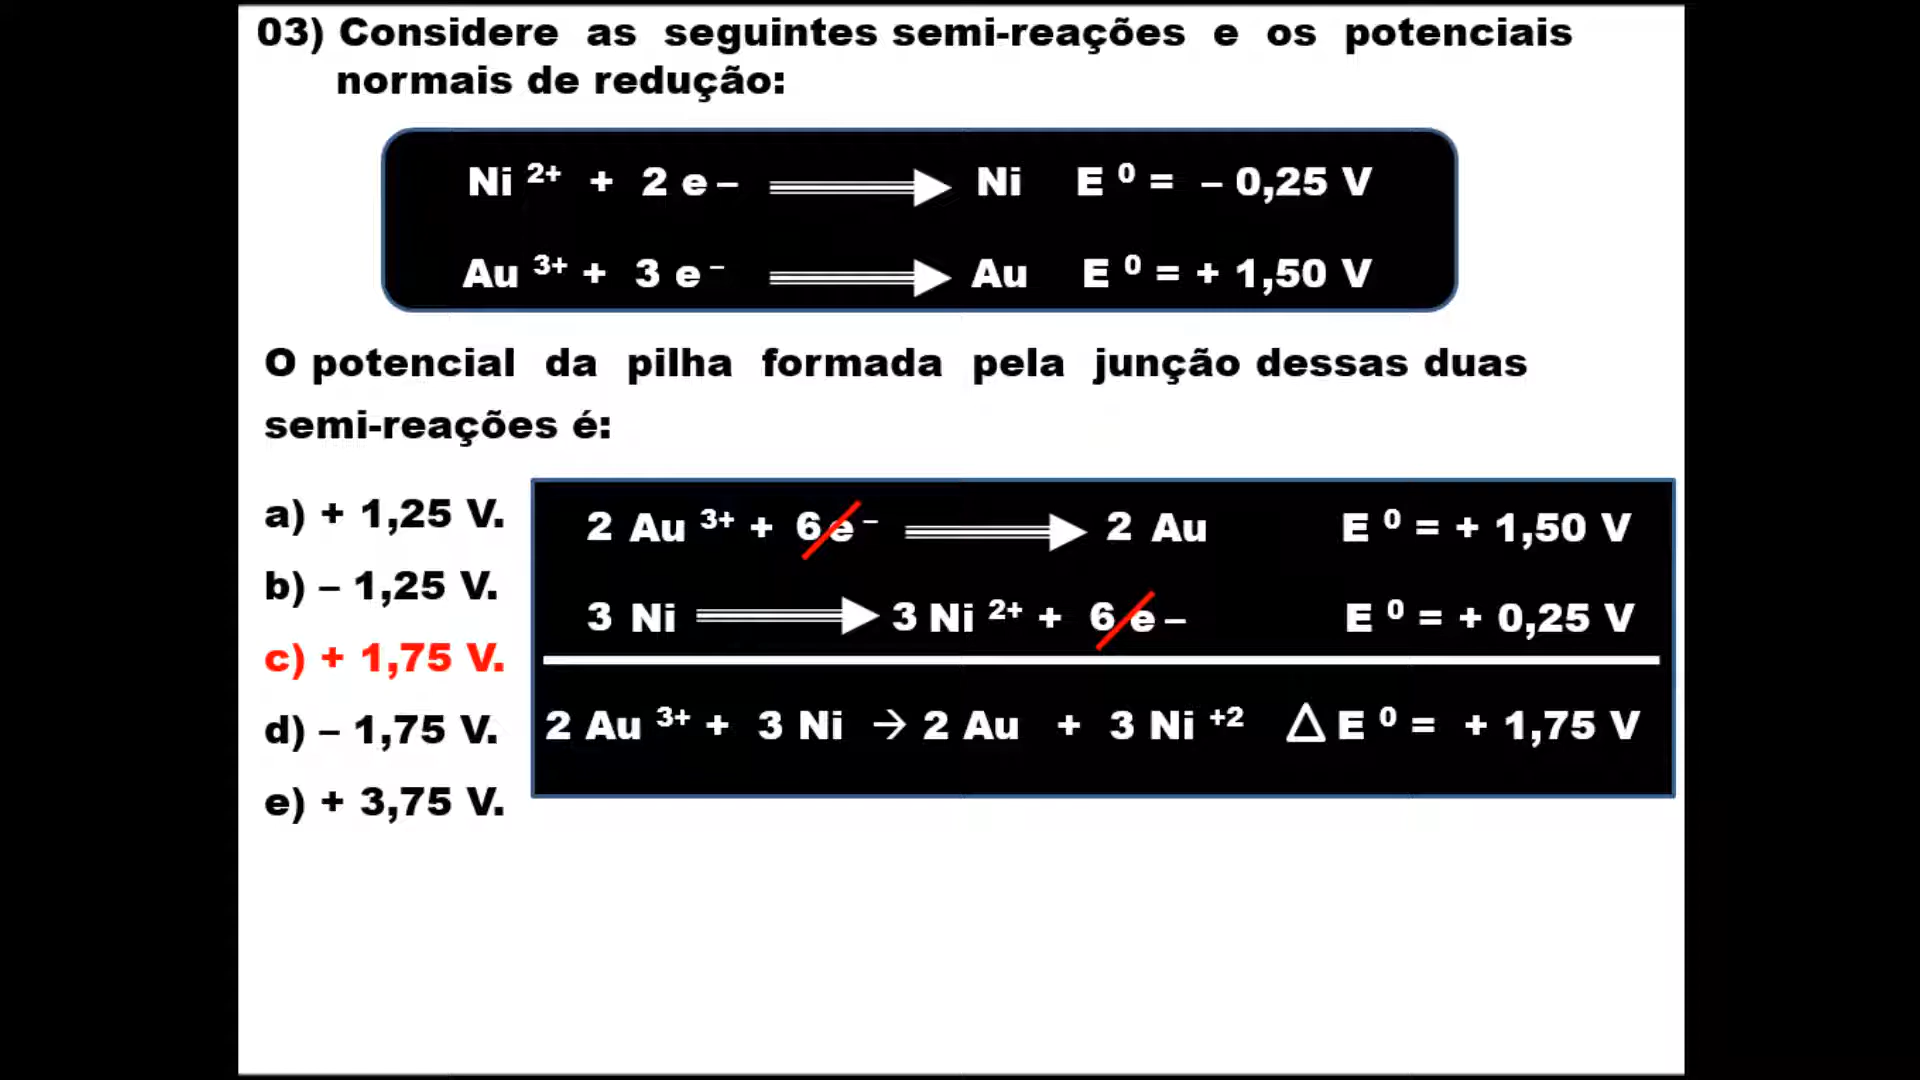 03) Considere as seguintes semi-reações e os potenciais
normais de redução:
Ni 2+ + 2 e – Ni E 0 = – 0,25 V
Au 3+ + 3 e – Au E 0 = + 1,50 V
O potencial da pilha formada pela junção dessas duas
semi-reações é:
a) + 1,25 V.
b) – 1,25 V.
c) + 1,75 V.
d) – 1,75 V.
e) + 3,75 V.
2 Au 3+ + 6 e – 2 Au E 0 = + 1,50 V
3 Ni 3 Ni 2+ + 6 e – E 0 = + 0,25 V
2 Au 3+ + 3 Ni → 2 Au + 3 Ni +2 Δ E 0 = + 1,75 V